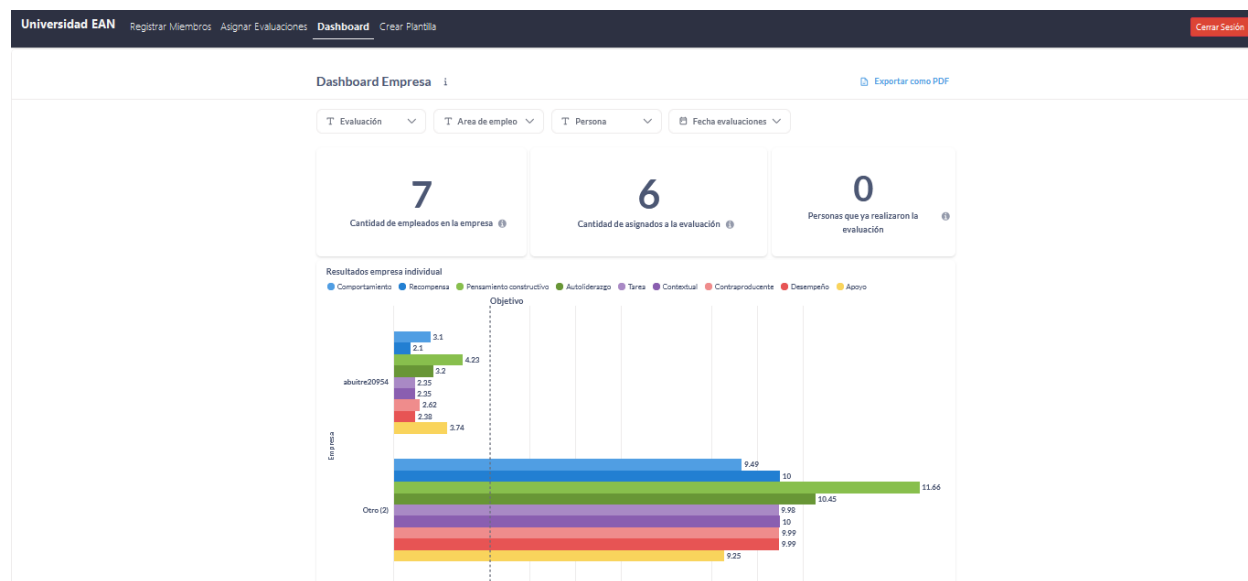 Universidad EAN Registrar Miembros Asignar Evaluaciones Dashboard Crear Plantilla Cerrar Sesión
Dashboard Empresa i Exportar como PDF
T Evaluación T Area de empleo T Persona Fecha evaluaciones
7 6 0
Cantidad de empleados en la empresa
Cantidad de asignados a la evaluación
Personas que ya realizaron la
evaluación
Resultados empresa individual
Comportamiento Recompensa Pensamiento constructivo Autoliderazgo Tarea Contextual Contraproducente Desempeño Apoyo
Objetivo
Empresa
abuitre20954
3.1
2.1
4.23
3.2
2.35
2.35
2.62
2.38
3.74
Otro (2)
9.49
10
11.66
10.45
9.98
10
9.99
9.99
9.25